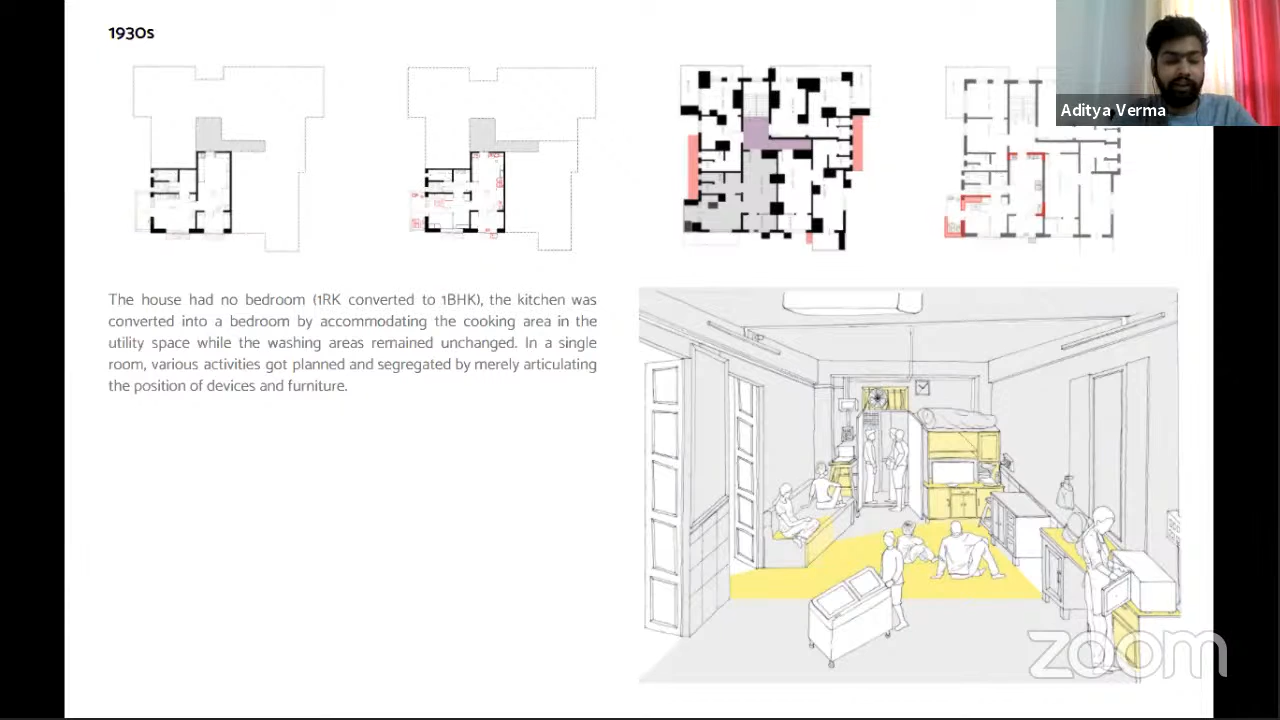 1930s
Aditya Verma
The house had no bedroom (1RK converted to 1BHK), the kitchen was
converted into a bedroom by accommodating the cooking area in the
utility space while the washing areas remained unchanged. In a single
room, various activities got planned and segregated by merely articulating
the position of devices and furniture.
zoom